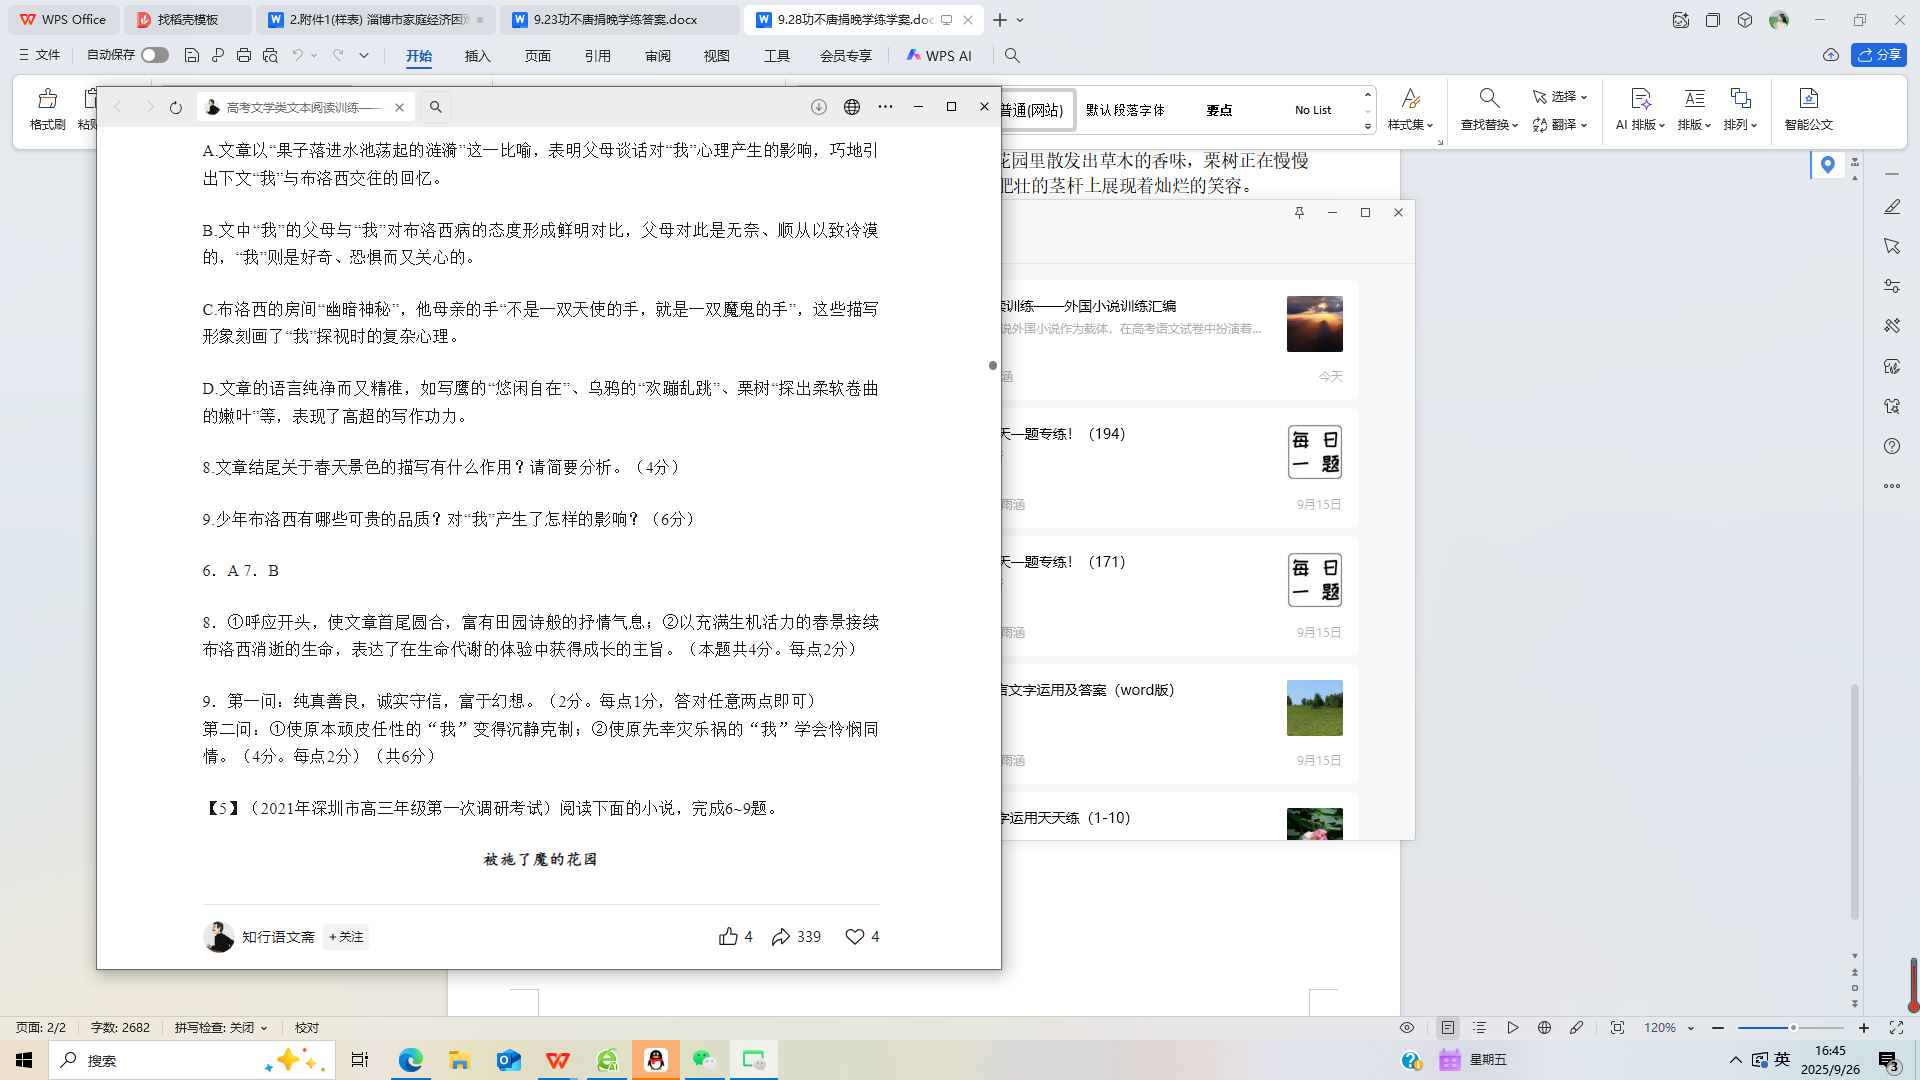 WPS Office
找稻壳模板
2.附件1(样表) 淄博市家庭经济困
9.23功不唐捐晚学练答案.docx
9.28功不唐捐晚学练学案.doc
文件
自动保存
开始
插入
页面
引用
审阅
视图
工具
会员专享
WPS AI
分享
格式刷
普通(网站)
默认段落字体
要点
No List
样式集
查找替换
选择
翻译
AI 排版
排版
排列
智能公文
高考文学类文本阅读训练——
A.文章以“果子落进水池荡起的涟漪”这一比喻，表明父母谈话对“我”心理产生的影响，巧地引
出下文“我”与布洛西交往的回忆。
B.文中“我”的父母与“我”对布洛西病的态度形成鲜明对比，父母对此是无奈、顺从以致冷漠
的，“我”则是好奇、恐惧而又关心的。
C.布洛西的房间“幽暗神秘”，他母亲的手“不是一双天使的手，就是一双魔鬼的手”，这些描写
形象刻画了“我”探视时的复杂心理。
D.文章的语言纯净而又精准，如写鹰的“悠闲自在”、乌鸦的“欢蹦乱跳”、栗树“探出柔软卷曲
的嫩叶”等，表现了高超的写作功力。
8.文章结尾关于春天景色的描写有什么作用？请简要分析。（4分）
9.少年布洛西有哪些可贵的品质？对“我”产生了怎样的影响？（6分）
6．A 7．B
8．①呼应开头，使文章首尾圆合，富有田园诗般的抒情气息；②以充满生机活力的春景接续
布洛西消逝的生命，表达了在生命代谢的体验中获得成长的主旨。（本题共4分。每点2分）
9．第一问：纯真善良，诚实守信，富于幻想。（2分。每点1分，答对任意两点即可）
第二问：①使原本顽皮任性的“我”变得沉静克制；②使原先幸灾乐祸的“我”学会怜悯同
情。（4分。每点2分）（共6分）
【5】（2021年深圳市高三年级第一次调研考试）阅读下面的小说，完成6~9题。
被施了魔的花园
知行语文斋
+关注
4
339
4
花园里散发出草木的香味，栗树正在慢慢
肥壮的茎杆上展现着灿烂的笑容。
读训练——外国小说训练汇编
说外国小说作为载体，在高考语文试卷中扮演着...
涵
今天
天一题专练！（194）
每日一题
雨涵
9月15日
天一题专练！（171）
每日一题
雨涵
9月15日
言文字运用及答案（word版）
雨涵
9月15日
字运用天天练（1-10）
页面: 2/2
字数: 2682
拼写检查: 关闭
校对
120%
搜索
星期五
英
16:45
2025/9/26
3